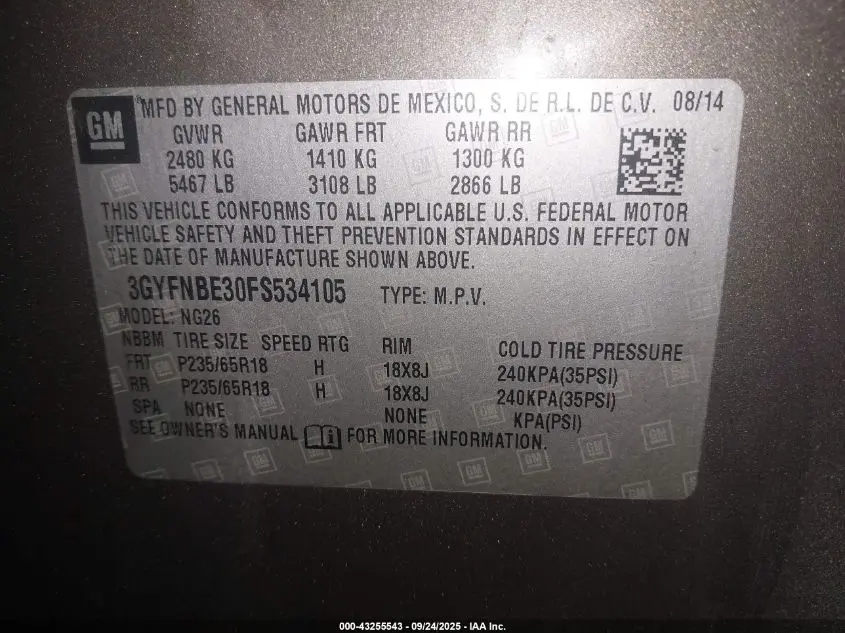 GM
MFD BY GENERAL MOTORS DE MEXICO, S. DE R.L. DE C.V. 08/14
GVWR GAWR FRT GAWR RR
2480 KG 1410 KG 1300 KG
5467 LB 3108 LB 2866 LB
THIS VEHICLE CONFORMS TO ALL APPLICABLE U.S. FEDERAL MOTOR
VEHICLE SAFETY AND THEFT PREVENTION STANDARDS IN EFFECT ON
THE DATE OF MANUFACTURE SHOWN ABOVE.
3GYFNBE30FS534105 TYPE: M.P.V.
MODEL: NG26
NBBM TIRE SIZE SPEED RTG RIM COLD TIRE PRESSURE
FRT P235/65R18 H 18X8J 240KPA(35PSI)
RR P235/65R18 H 18X8J 240KPA(35PSI)
SPA NONE NONE KPA(PSI)
SEE OWNER'S MANUAL FOR MORE INFORMATION.
000-43255543 - 09/24/2025 - IAA Inc.